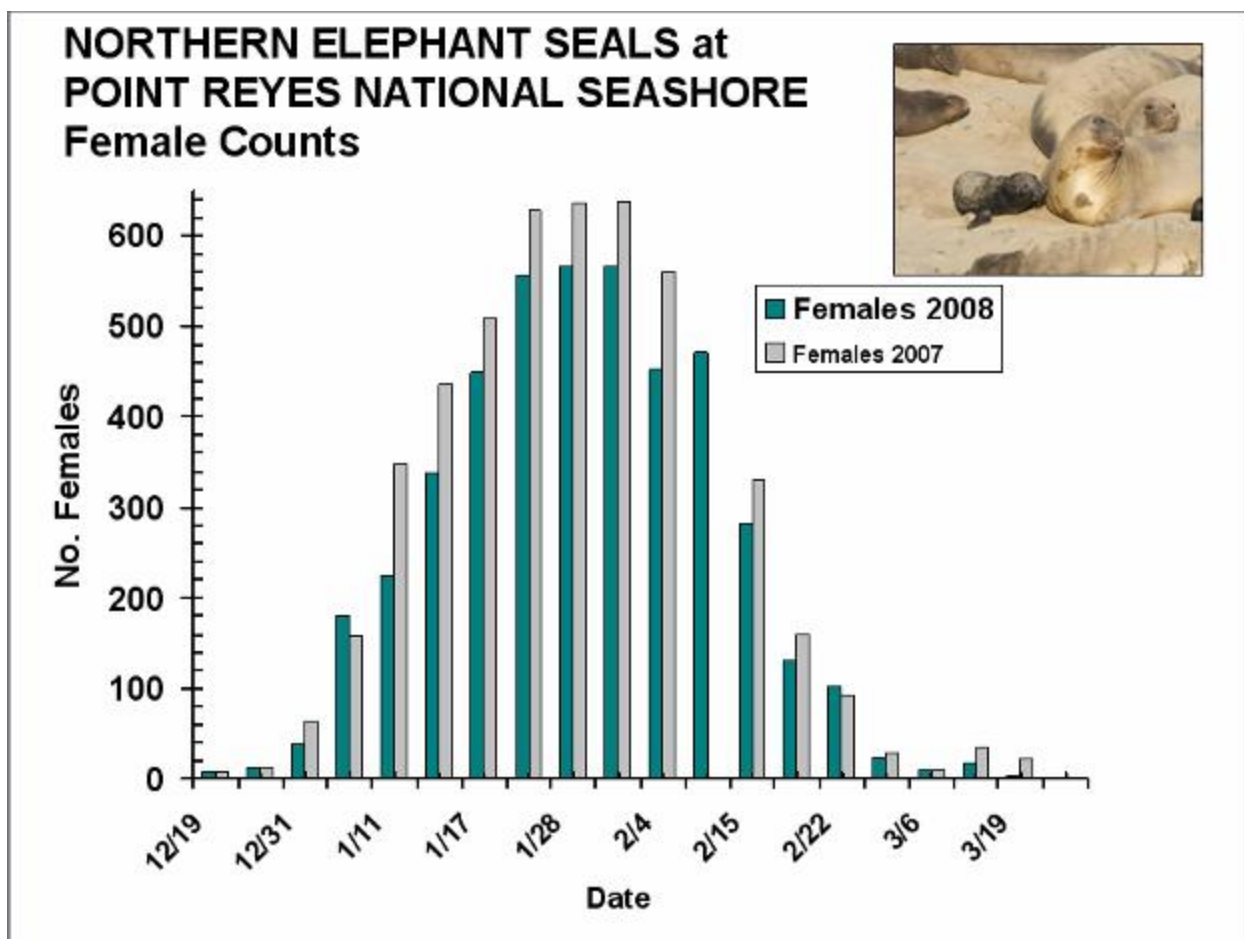 NORTHERN ELEPHANT SEALS at
POINT REYES NATIONAL SEASHORE
Female Counts
600
500
400
300
200
100
0
No. Females
Females 2008
Females 2007
12/19
12/31
1/11
1/17
1/28
2/4
2/15
2/22
3/6
3/19
Date